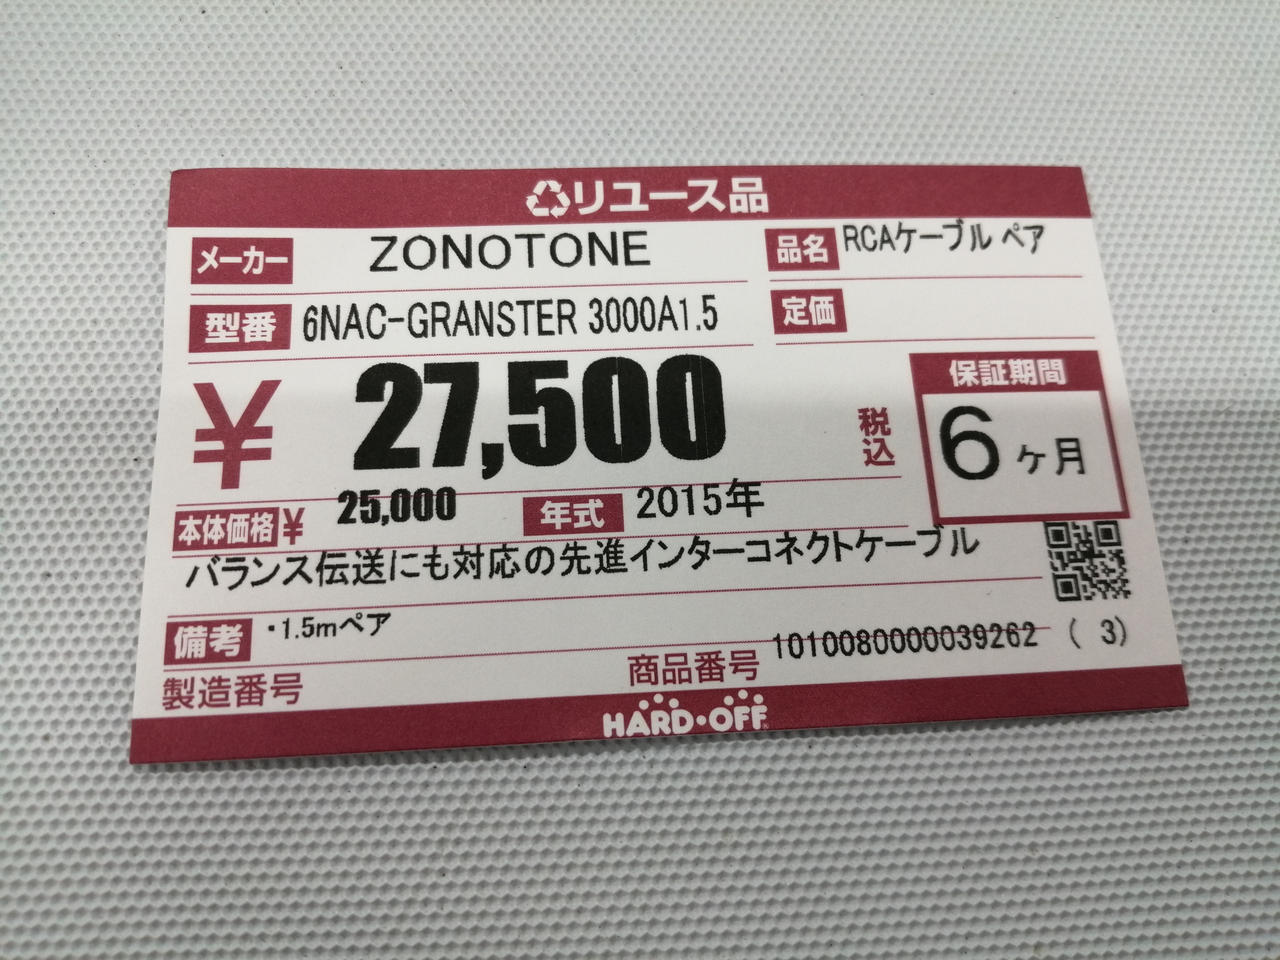 リユース品
メーカー ZONOTONE 品名 RCAケーブル ペア
型番 6NAC-GRANSTER 3000A1.5 定価
¥ 27,500 税込 保証期間 6ヶ月
本体価格 ¥ 25,000 年式 2015年
バランス伝送にも対応の先進インターコネクトケーブル
備考 ・1.5mペア
製造番号 商品番号 1010080000039262 ( 3)
HARD・OFF